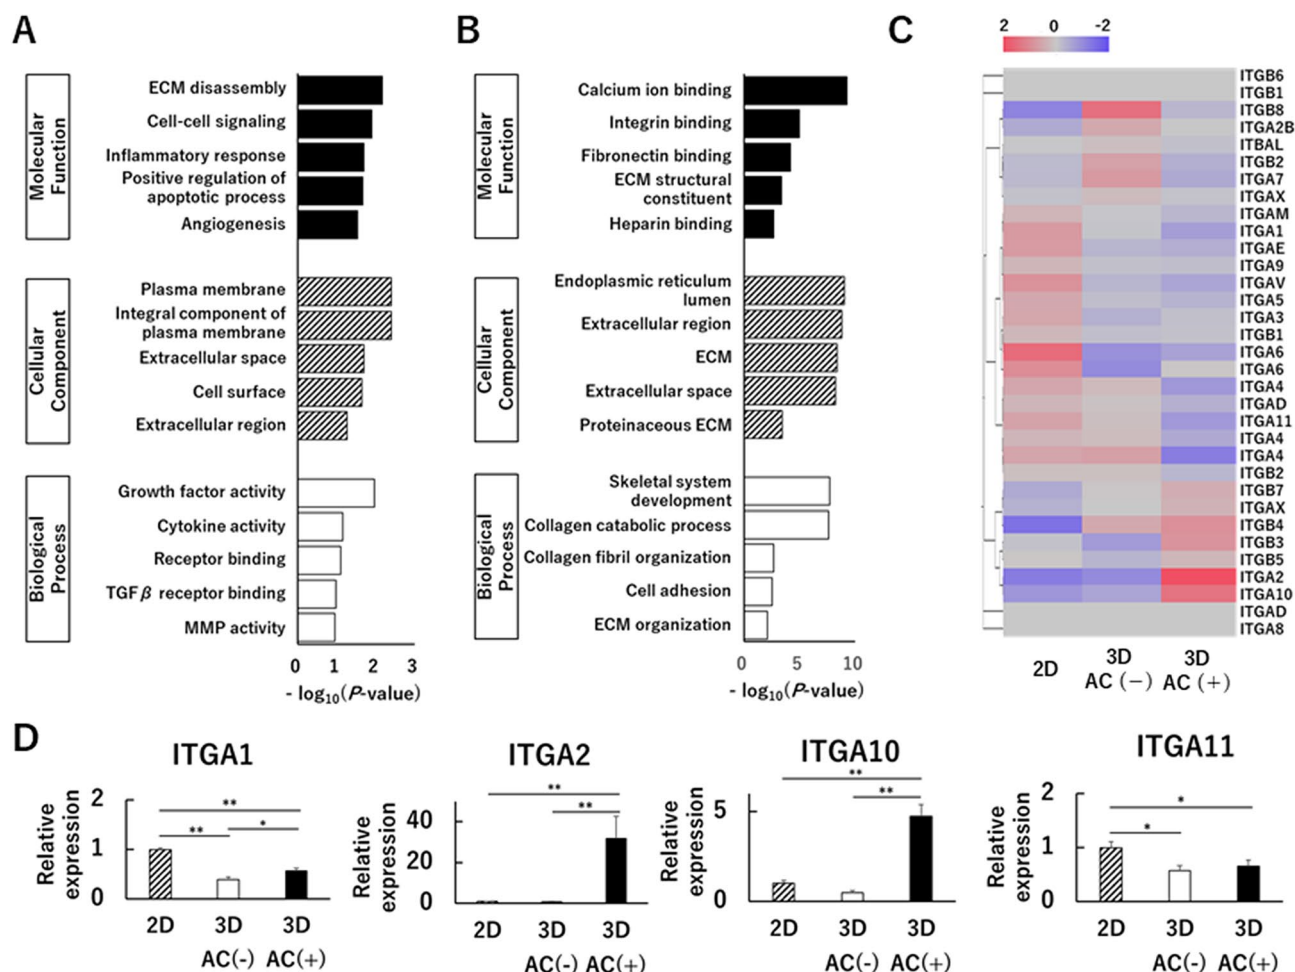 A
Molecular
Function
ECM disassembly
Cell-cell signaling
Inflammatory response
Positive regulation of
apoptotic process
Angiogenesis
Cellular
Component
Plasma membrane
Integral component of
plasma membrane
Extracellular space
Cell surface
Extracellular region
Biological
Process
Growth factor activity
Cytokine activity
Receptor binding
TGFβ receptor binding
MMP activity
0 1 2 3
- log₁₀(P-value)
B
Molecular
Function
Calcium ion binding
Integrin binding
Fibronectin binding
ECM structural
constituent
Heparin binding
Cellular
Component
Endoplasmic reticulum
lumen
Extracellular region
ECM
Extracellular space
Proteinaceous ECM
Biological
Process
Skeletal system
development
Collagen catabolic process
Collagen fibril organization
Cell adhesion
ECM organization
0 5 10
- log₁₀(P-value)
C
2 0 -2
ITGB6
ITGB1
ITGB8
ITGA2B
ITBAL
ITGB2
ITGA7
ITGAX
ITGAM
ITGA1
ITGAE
ITGA9
ITGAV
ITGA5
ITGA3
ITGB1
ITGA6
ITGA6
ITGA4
ITGAD
ITGA11
ITGA4
ITGA4
ITGB2
ITGB7
ITGAX
ITGB4
ITGB3
ITGB5
ITGA2
ITGA10
ITGAD
ITGA8
2D
3D
AC (−)
3D
AC (+)
D
ITGA1
Relative
expression
2
1
0
**
**
*
2D
3D
AC(-)
3D
AC(+)
ITGA2
Relative
expression
40
20
0
**
**
2D
3D
AC(-)
3D
AC(+)
ITGA10
Relative
expression
5
0
**
**
2D
3D
AC(-)
3D
AC(+)
ITGA11
Relative
expression
2
1
0
*
*
2D
3D
AC(-)
3D
AC(+)